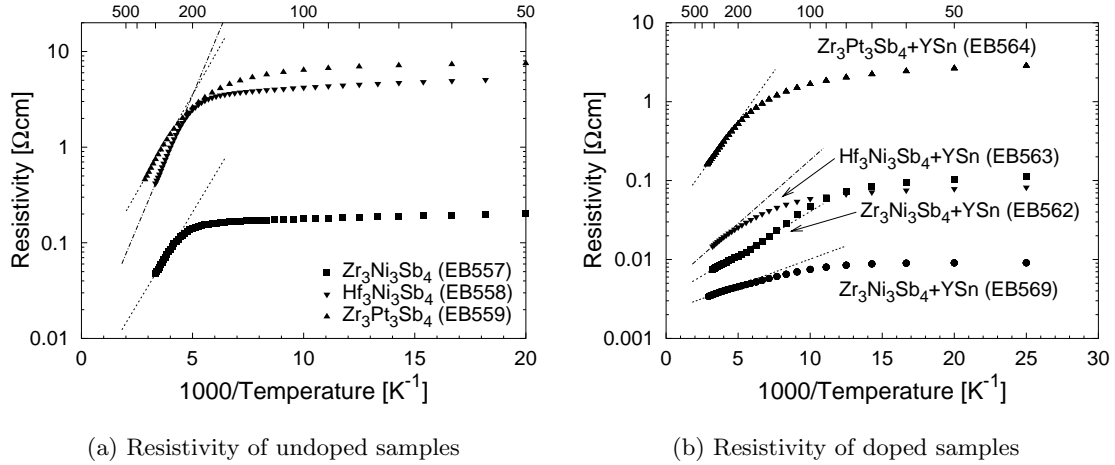 500 200 100 50
10
1
0.1
0.01
Resistivity [Ωcm]
Zr3Ni3Sb4 (EB557)
Hf3Ni3Sb4 (EB558)
Zr3Pt3Sb4 (EB559)
0 5 10 15 20
1000/Temperature [K-1]
(a) Resistivity of undoped samples
500 200 100 50
10
1
0.1
0.01
0.001
Resistivity [Ωcm]
Zr3Pt3Sb4+YSn (EB564)
Hf3Ni3Sb4+YSn (EB563)
Zr3Ni3Sb4+YSn (EB562)
Zr3Ni3Sb4+YSn (EB569)
0 5 10 15 20 25 30
1000/Temperature [K-1]
(b) Resistivity of doped samples